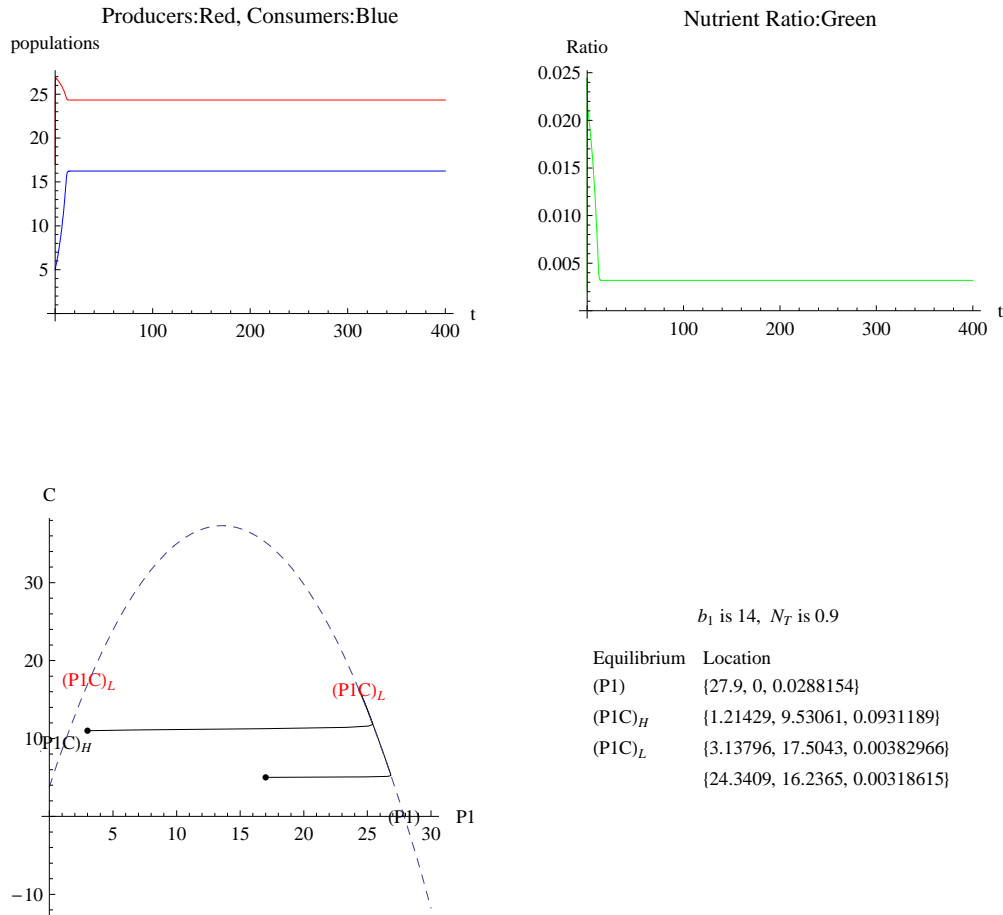 Producers:Red, Consumers:Blue
populations
25
20
15
10
5
100 200 300 400 t
Nutrient Ratio:Green
Ratio
0.025
0.020
0.015
0.010
0.005
100 200 300 400 t
C
30
20
(P1C)L (P1C)L
10
(P1C)H
(P1)
5 10 15 20 25 30 P1
−10
b1 is 14, NT is 0.9
Equilibrium Location
(P1) {27.9, 0, 0.0288154}
(P1C)H {1.21429, 9.53061, 0.0931189}
(P1C)L {3.13796, 17.5043, 0.00382966}
{24.3409, 16.2365, 0.00318615}